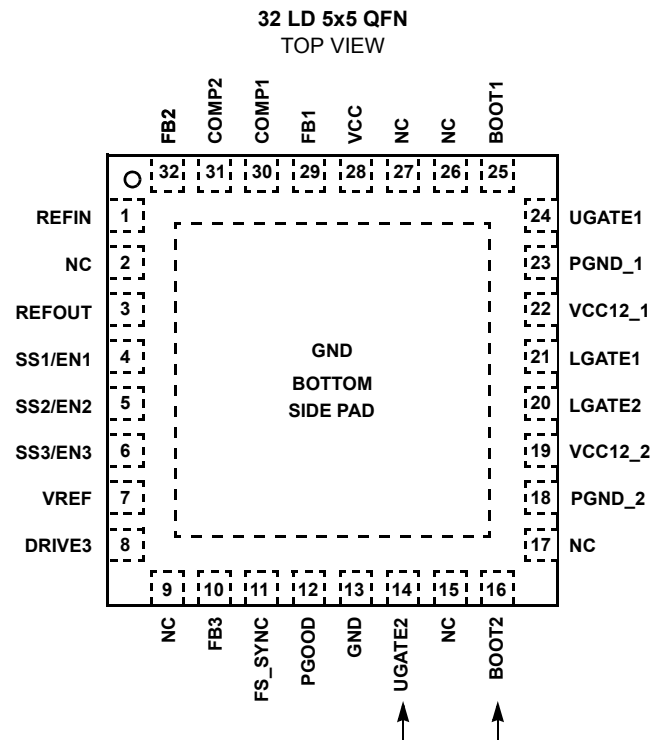 32 LD 5x5 QFN
TOP VIEW
FB2
COMP2
COMP1
FB1
VCC
NC
NC
BOOT1
32 31 30 29 28 27 26 25
REFIN 1
NC 2
REFOUT 3
SS1/EN1 4
SS2/EN2 5
SS3/EN3 6
VREF 7
DRIVE3 8
24 UGATE1
23 PGND_1
22 VCC12_1
21 LGATE1
20 LGATE2
19 VCC12_2
18 PGND_2
17 NC
GND
BOTTOM
SIDE PAD
9 10 11 12 13 14 15 16
NC
FB3
FS_SYNC
PGOOD
GND
UGATE2
NC
BOOT2